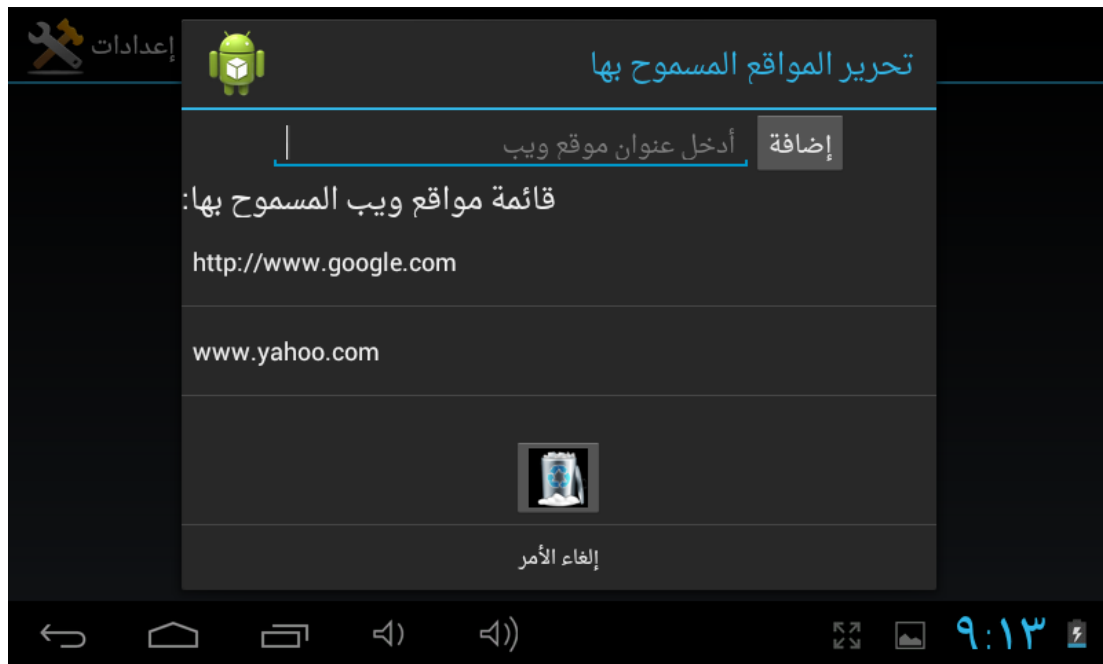 إعدادات
تحرير المواقع المسموح بها
إضافة
أدخل عنوان موقع ويب
قائمة مواقع ويب المسموح بها:
http://www.google.com
www.yahoo.com
إلغاء الأمر
٩:١٣